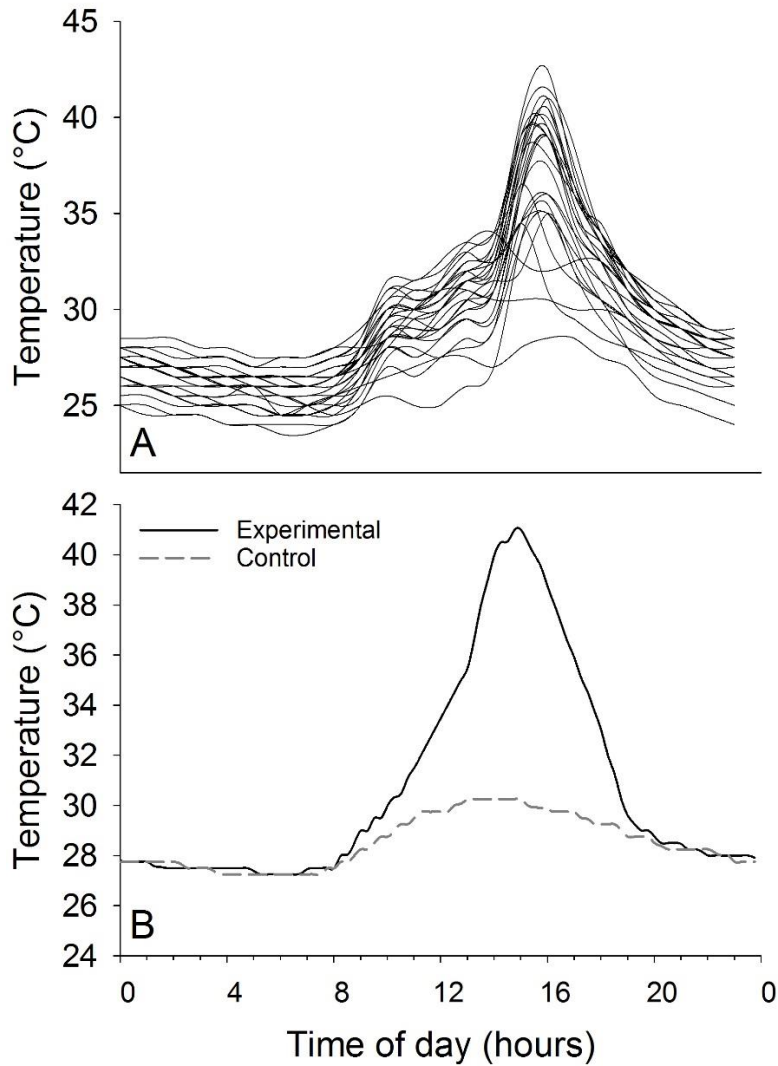 45
40
35
30
25
Temperature (°C)
A
42
40
38
36
34
32
30
28
26
24
Temperature (°C)
Experimental
Control
B
0 4 8 12 16 20 0
Time of day (hours)